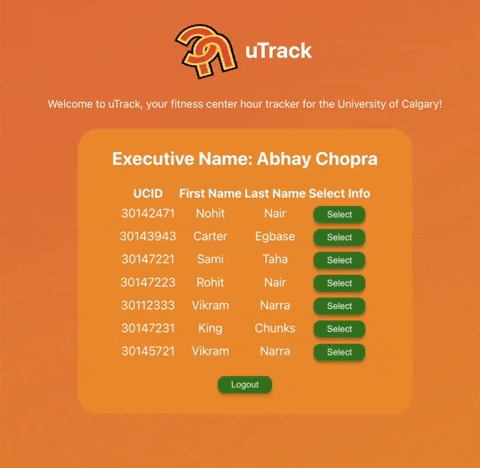 uTrack
Welcome to uTrack, your fitness center hour tracker for the University of Calgary!
Executive Name: Abhay Chopra
UCID First Name Last Name Select Info
30142471 Nohit Nair Select
30143943 Carter Egbase Select
30147221 Sami Taha Select
30147223 Rohit Nair Select
30112333 Vikram Narra Select
30147231 King Chunks Select
30145721 Vikram Narra Select
Logout